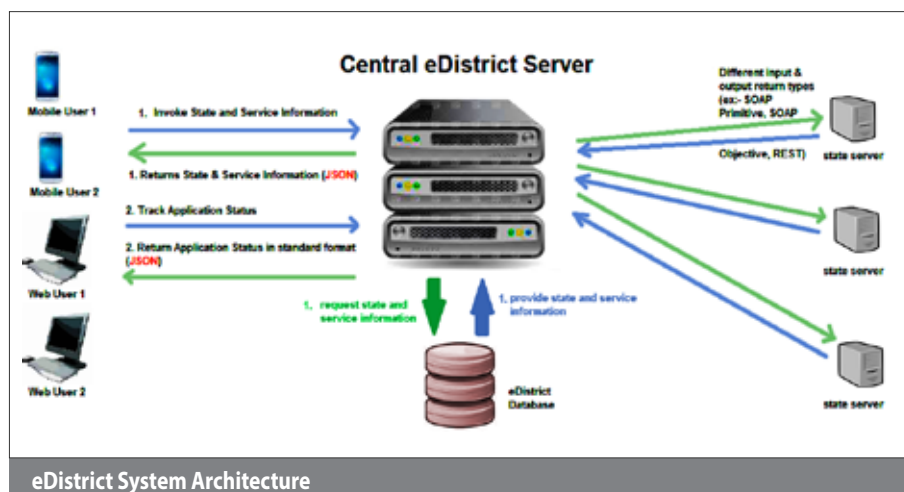 Central eDistrict Server
Mobile User 1
1. Invoke State and Service Information
Mobile User 2
1. Returns State & Service Information (JSON)
2. Track Application Status
2. Return Application Status in standard format
(JSON)
Web User 1
Web User 2
1. request state and
service information
1. provide state and service
information
eDistrict
Database
Different input &
output return types
(ex:- SOAP
Primitive, SOAP
Objective, REST)
state server
state server
state server
eDistrict System Architecture